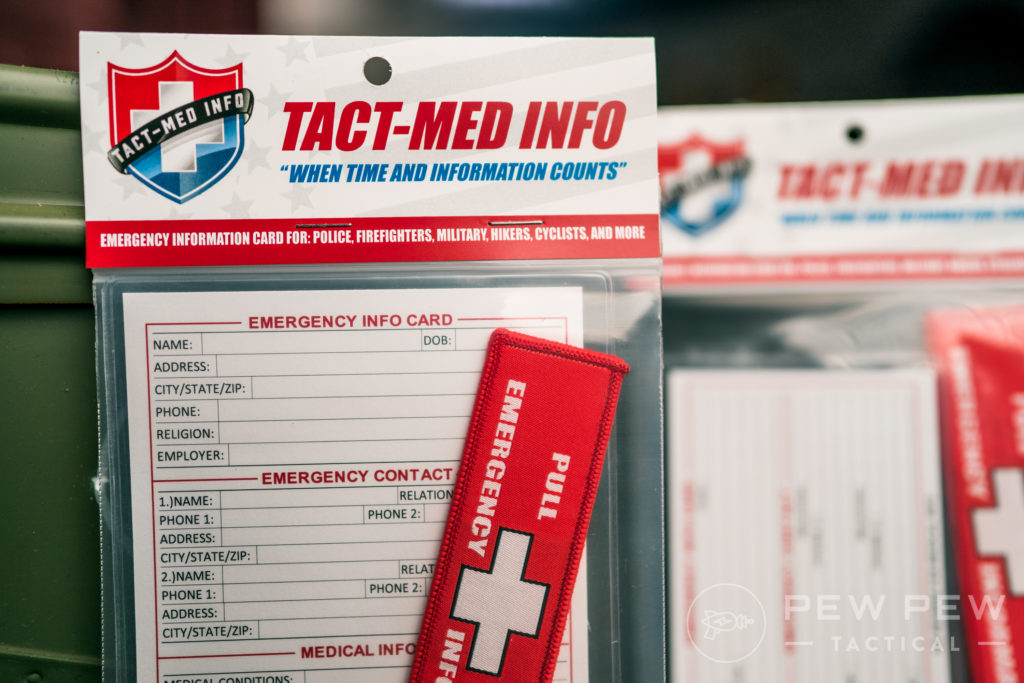 TACT-MED INFO
TACT-MED INFO
"WHEN TIME AND INFORMATION COUNTS"
EMERGENCY INFORMATION CARD FOR: POLICE, FIREFIGHTERS, MILITARY, HIKERS, CYCLISTS, AND MORE
EMERGENCY INFO CARD
NAME: DOB:
ADDRESS:
CITY/STATE/ZIP:
PHONE:
RELIGION:
EMPLOYER:
EMERGENCY CONTACT
1.)NAME: RELATION
PHONE 1: PHONE 2:
ADDRESS:
CITY/STATE/ZIP:
2.)NAME: RELAT
PHONE 1: PHONE 2:
ADDRESS:
CITY/STATE/ZIP:
MEDICAL INFO
MEDICAL CONDITIONS:
PULL
EMERGENCY
INFO
TACT-MED IN
EMERGENCY
PEW PEW
TACTICAL